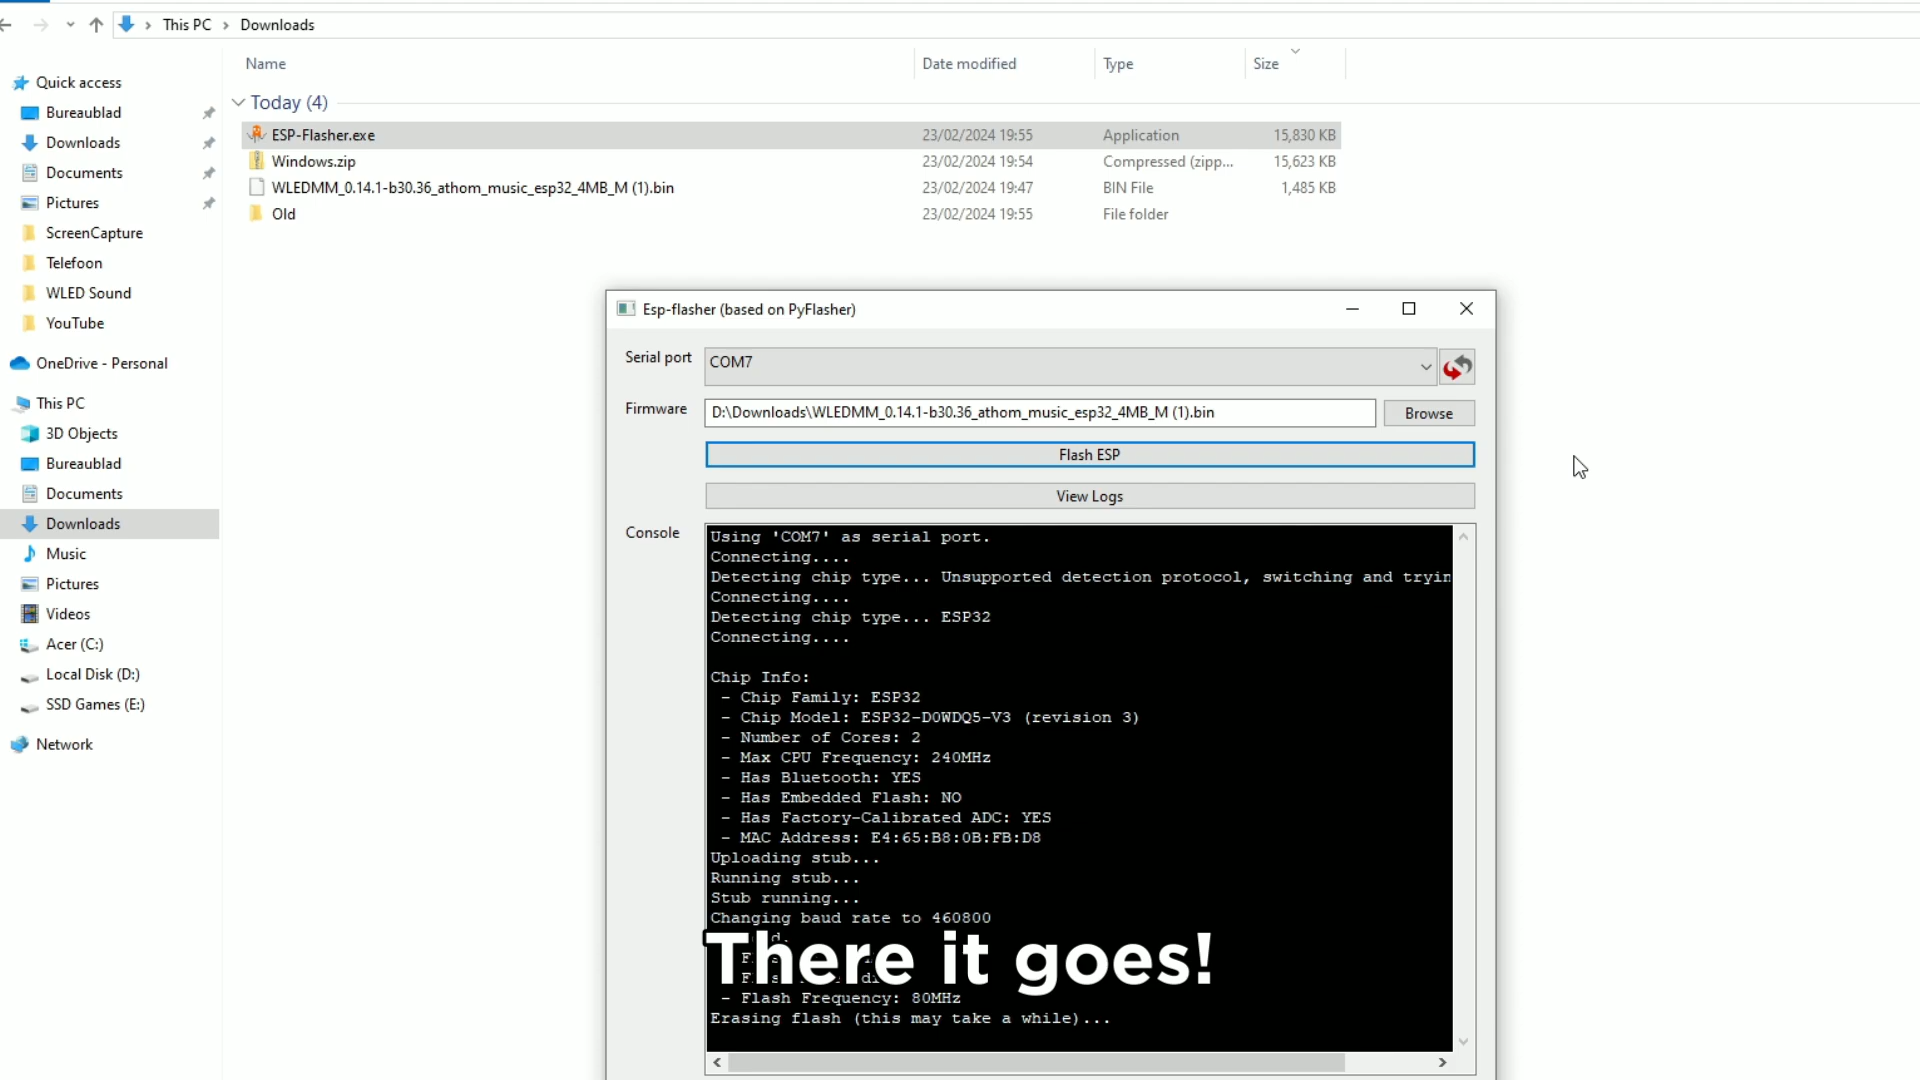 This PC > Downloads
Name Date modified Type Size
Quick access
Bureaublad
Downloads
Documents
Pictures
ScreenCapture
Telefoon
WLED Sound
YouTube
OneDrive - Personal
This PC
3D Objects
Bureaublad
Documents
Downloads
Music
Pictures
Videos
Acer (C:)
Local Disk (D:)
SSD Games (E:)
Network
Today (4)
ESP-Flasher.exe 23/02/2024 19:55 Application 15,830 KB
Windows.zip 23/02/2024 19:54 Compressed (zipp... 15,623 KB
WLEDMM_0.14.1-b30.36_athom_music_esp32_4MB_M (1).bin 23/02/2024 19:47 BIN File 1,485 KB
Old 23/02/2024 19:55 File folder
Esp-flasher (based on PyFlasher)
Serial port COM7
Firmware D:\Downloads\WLEDMM_0.14.1-b30.36_athom_music_esp32_4MB_M (1).bin Browse
Flash ESP
View Logs
Console
Using 'COM7' as serial port.
Connecting....
Detecting chip type... Unsupported detection protocol, switching and tryin
Connecting....
Detecting chip type... ESP32
Connecting....
Chip Info:
- Chip Family: ESP32
- Chip Model: ESP32-D0WDQ5-V3 (revision 3)
- Number of Cores: 2
- Max CPU Frequency: 240MHz
- Has Bluetooth: YES
- Has Embedded Flash: NO
- Has Factory-Calibrated ADC: YES
- MAC Address: E4:65:B8:0B:FB:D8
Uploading stub...
Running stub...
Stub running...
Changing baud rate to 460800
There it goes!
- Flash Frequency: 80MHz
Erasing flash (this may take a while)...